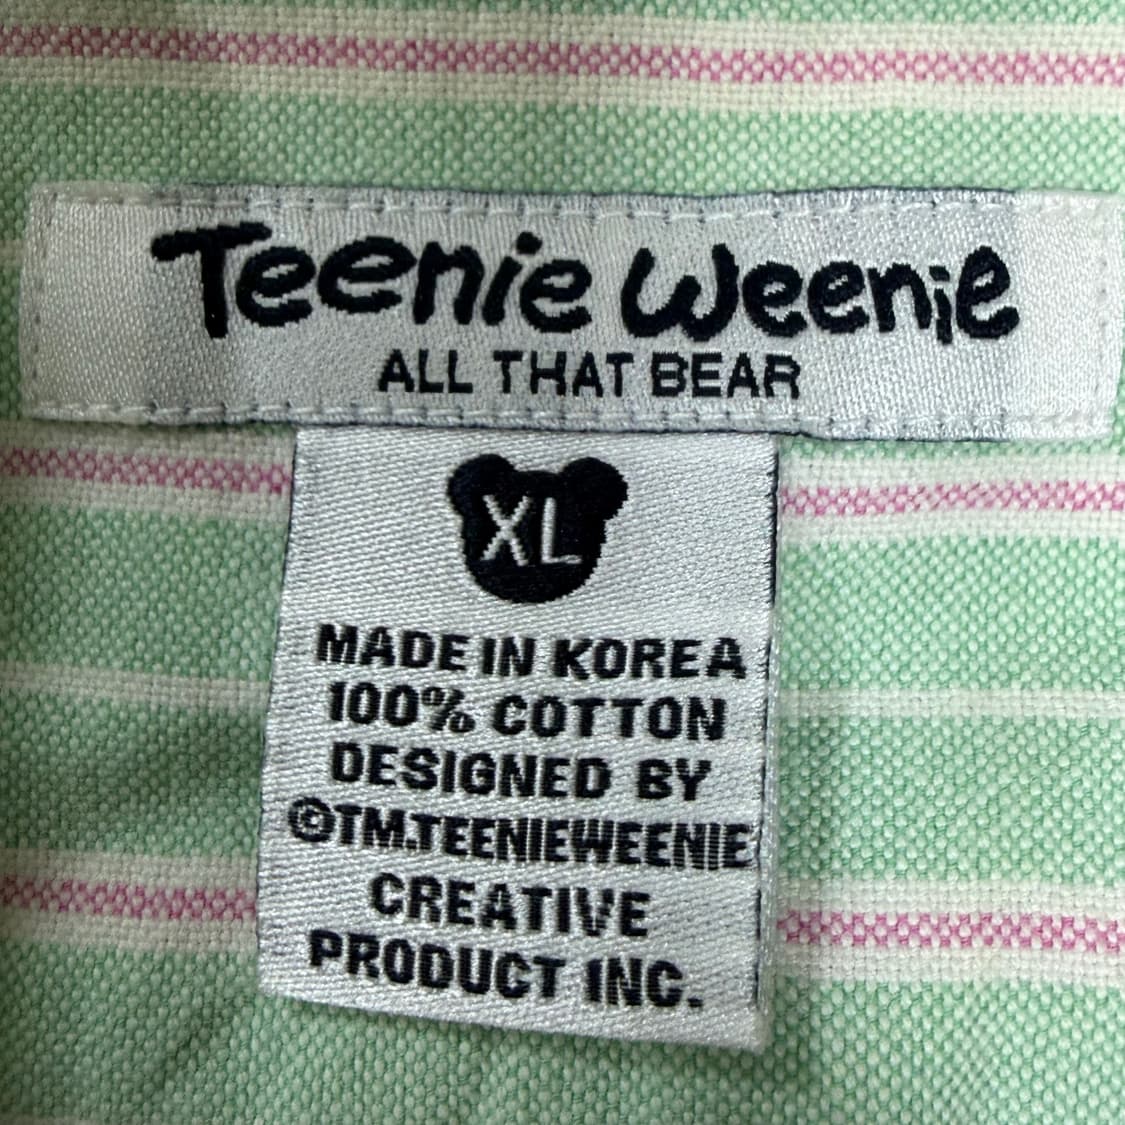 Teenie Weenie
ALL THAT BEAR
XL
MADE IN KOREA
100% COTTON
DESIGNED BY
©TM.TEENIEWEENIE
CREATIVE
PRODUCT INC.